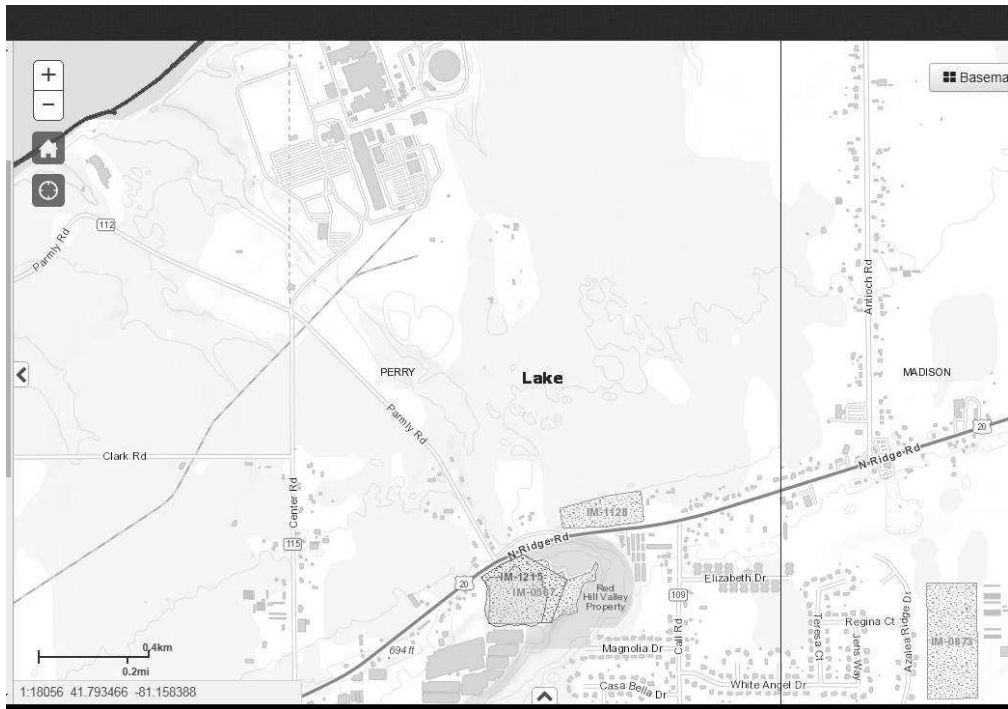 +
Basema
−
112
Parmly Rd
Antioch Rd
PERRY
Lake
MADISON
Parmly Rd
20
N Ridge Rd
Clark Rd
Center Rd
IM-1128
115
N Ridge Rd
20
IM-1215
IM-0567
Red
Hill Valley
Property
Elizabeth Dr
109
Call Rd
Teresa Ct
Regina Ct
Jens Way
Azalea Ridge Dr
IM-0873
694 ft
Magnolia Dr
0.4km
0.2mi
Casa Bella Dr
White Angel Dr
1:18056 41.793466 -81.158388